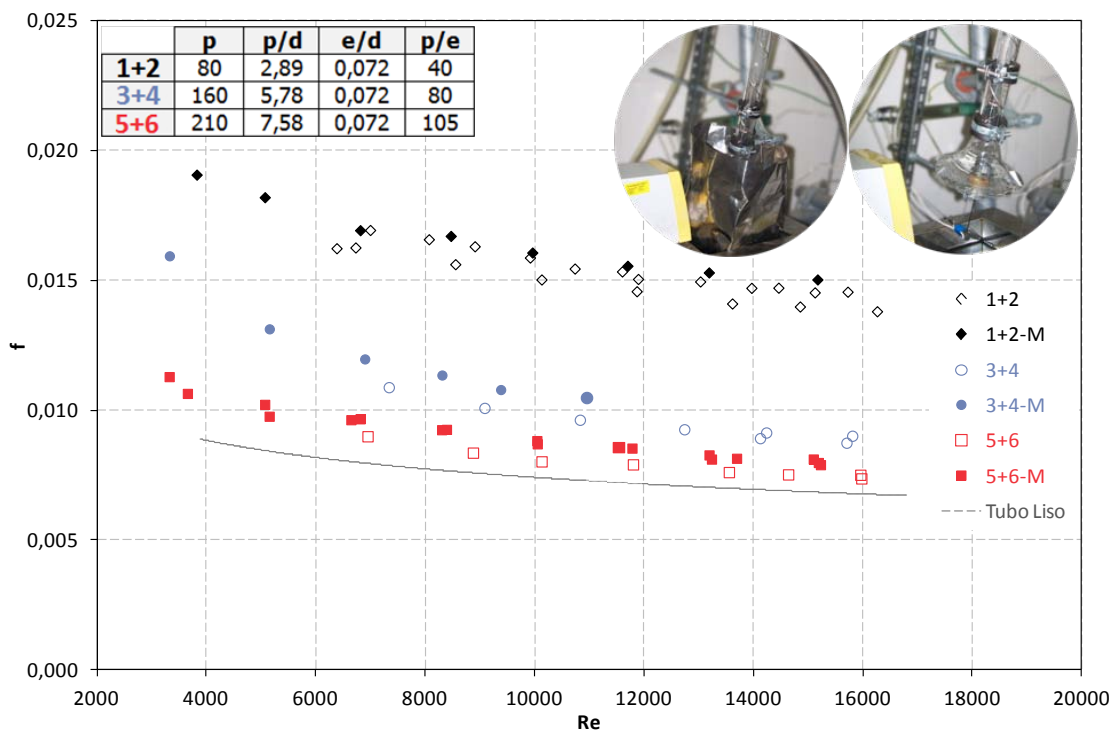 0,025
0,020
0,015
0,010
0,005
0,000
f
p p/d e/d p/e
1+2 80 2,89 0,072 40
3+4 160 5,78 0,072 80
5+6 210 7,58 0,072 105
1+2
1+2-M
3+4
3+4-M
5+6
5+6-M
Tubo Liso
2000 4000 6000 8000 10000 12000 14000 16000 18000 20000
Re